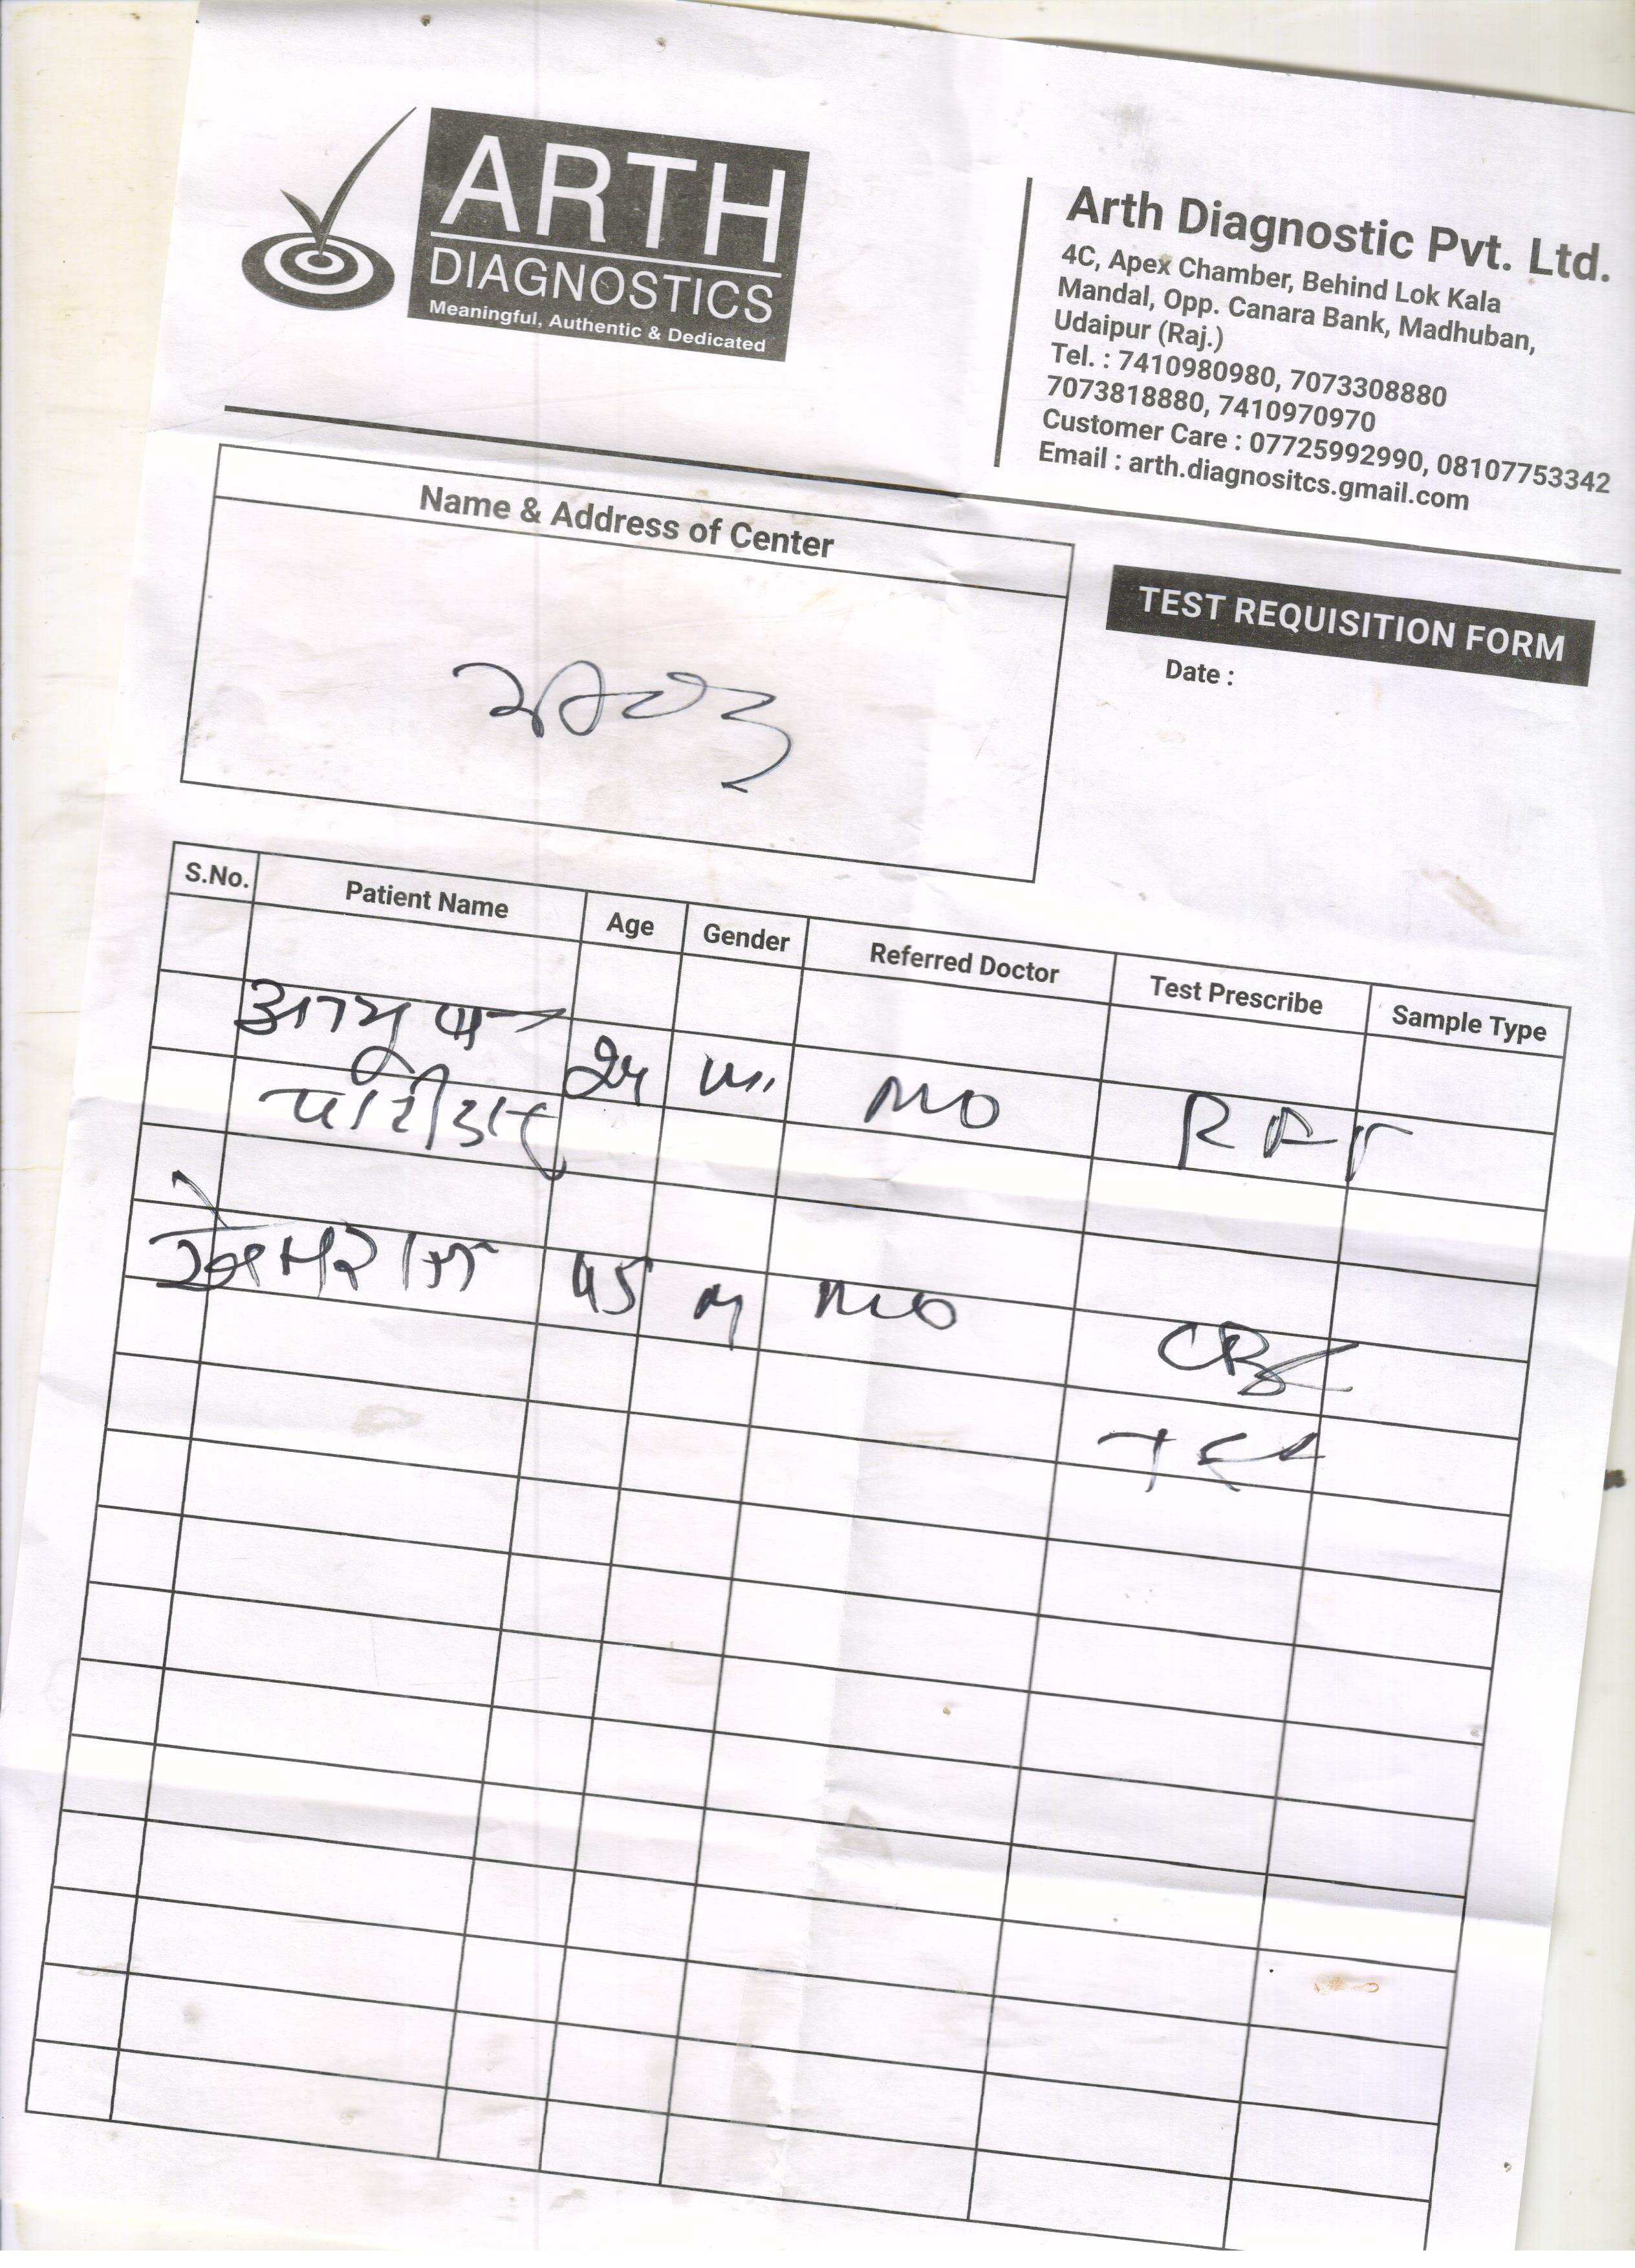 ARTH
DIAGNOSTICS
Meaningful, Authentic & Dedicated
Arth Diagnostic Pvt. Ltd.
4C, Apex Chamber, Behind Lok Kala
Mandal, Opp. Canara Bank, Madhuban,
Udaipur (Raj.)
Tel. : 7410980980, 7073308880
7073818880, 7410970970
Customer Care : 07725992990, 08107753342
Email : arth.diagnositcs.gmail.com
Name & Address of Center
TEST REQUISITION FORM
Date :
S.No. Patient Name Age Gender Referred Doctor Test Prescribe Sample Type
MO
45 M MO
CBC